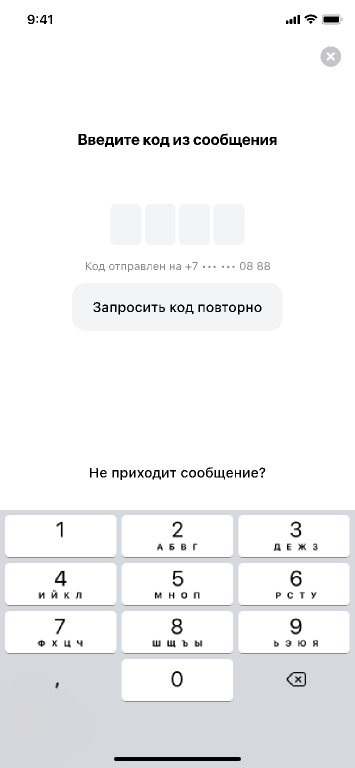 9:41
Введите код из сообщения
Код отправлен на +7 ••• ••• 08 88
Запросить код повторно
Не приходит сообщение?
1 2 3
А Б В Г Д Е Ж З
4 5 6
И Й К Л М Н О П Р С Т У
7 8 9
Ф Х Ц Ч Ш Щ Ъ Ы Ь Э Ю Я
, 0